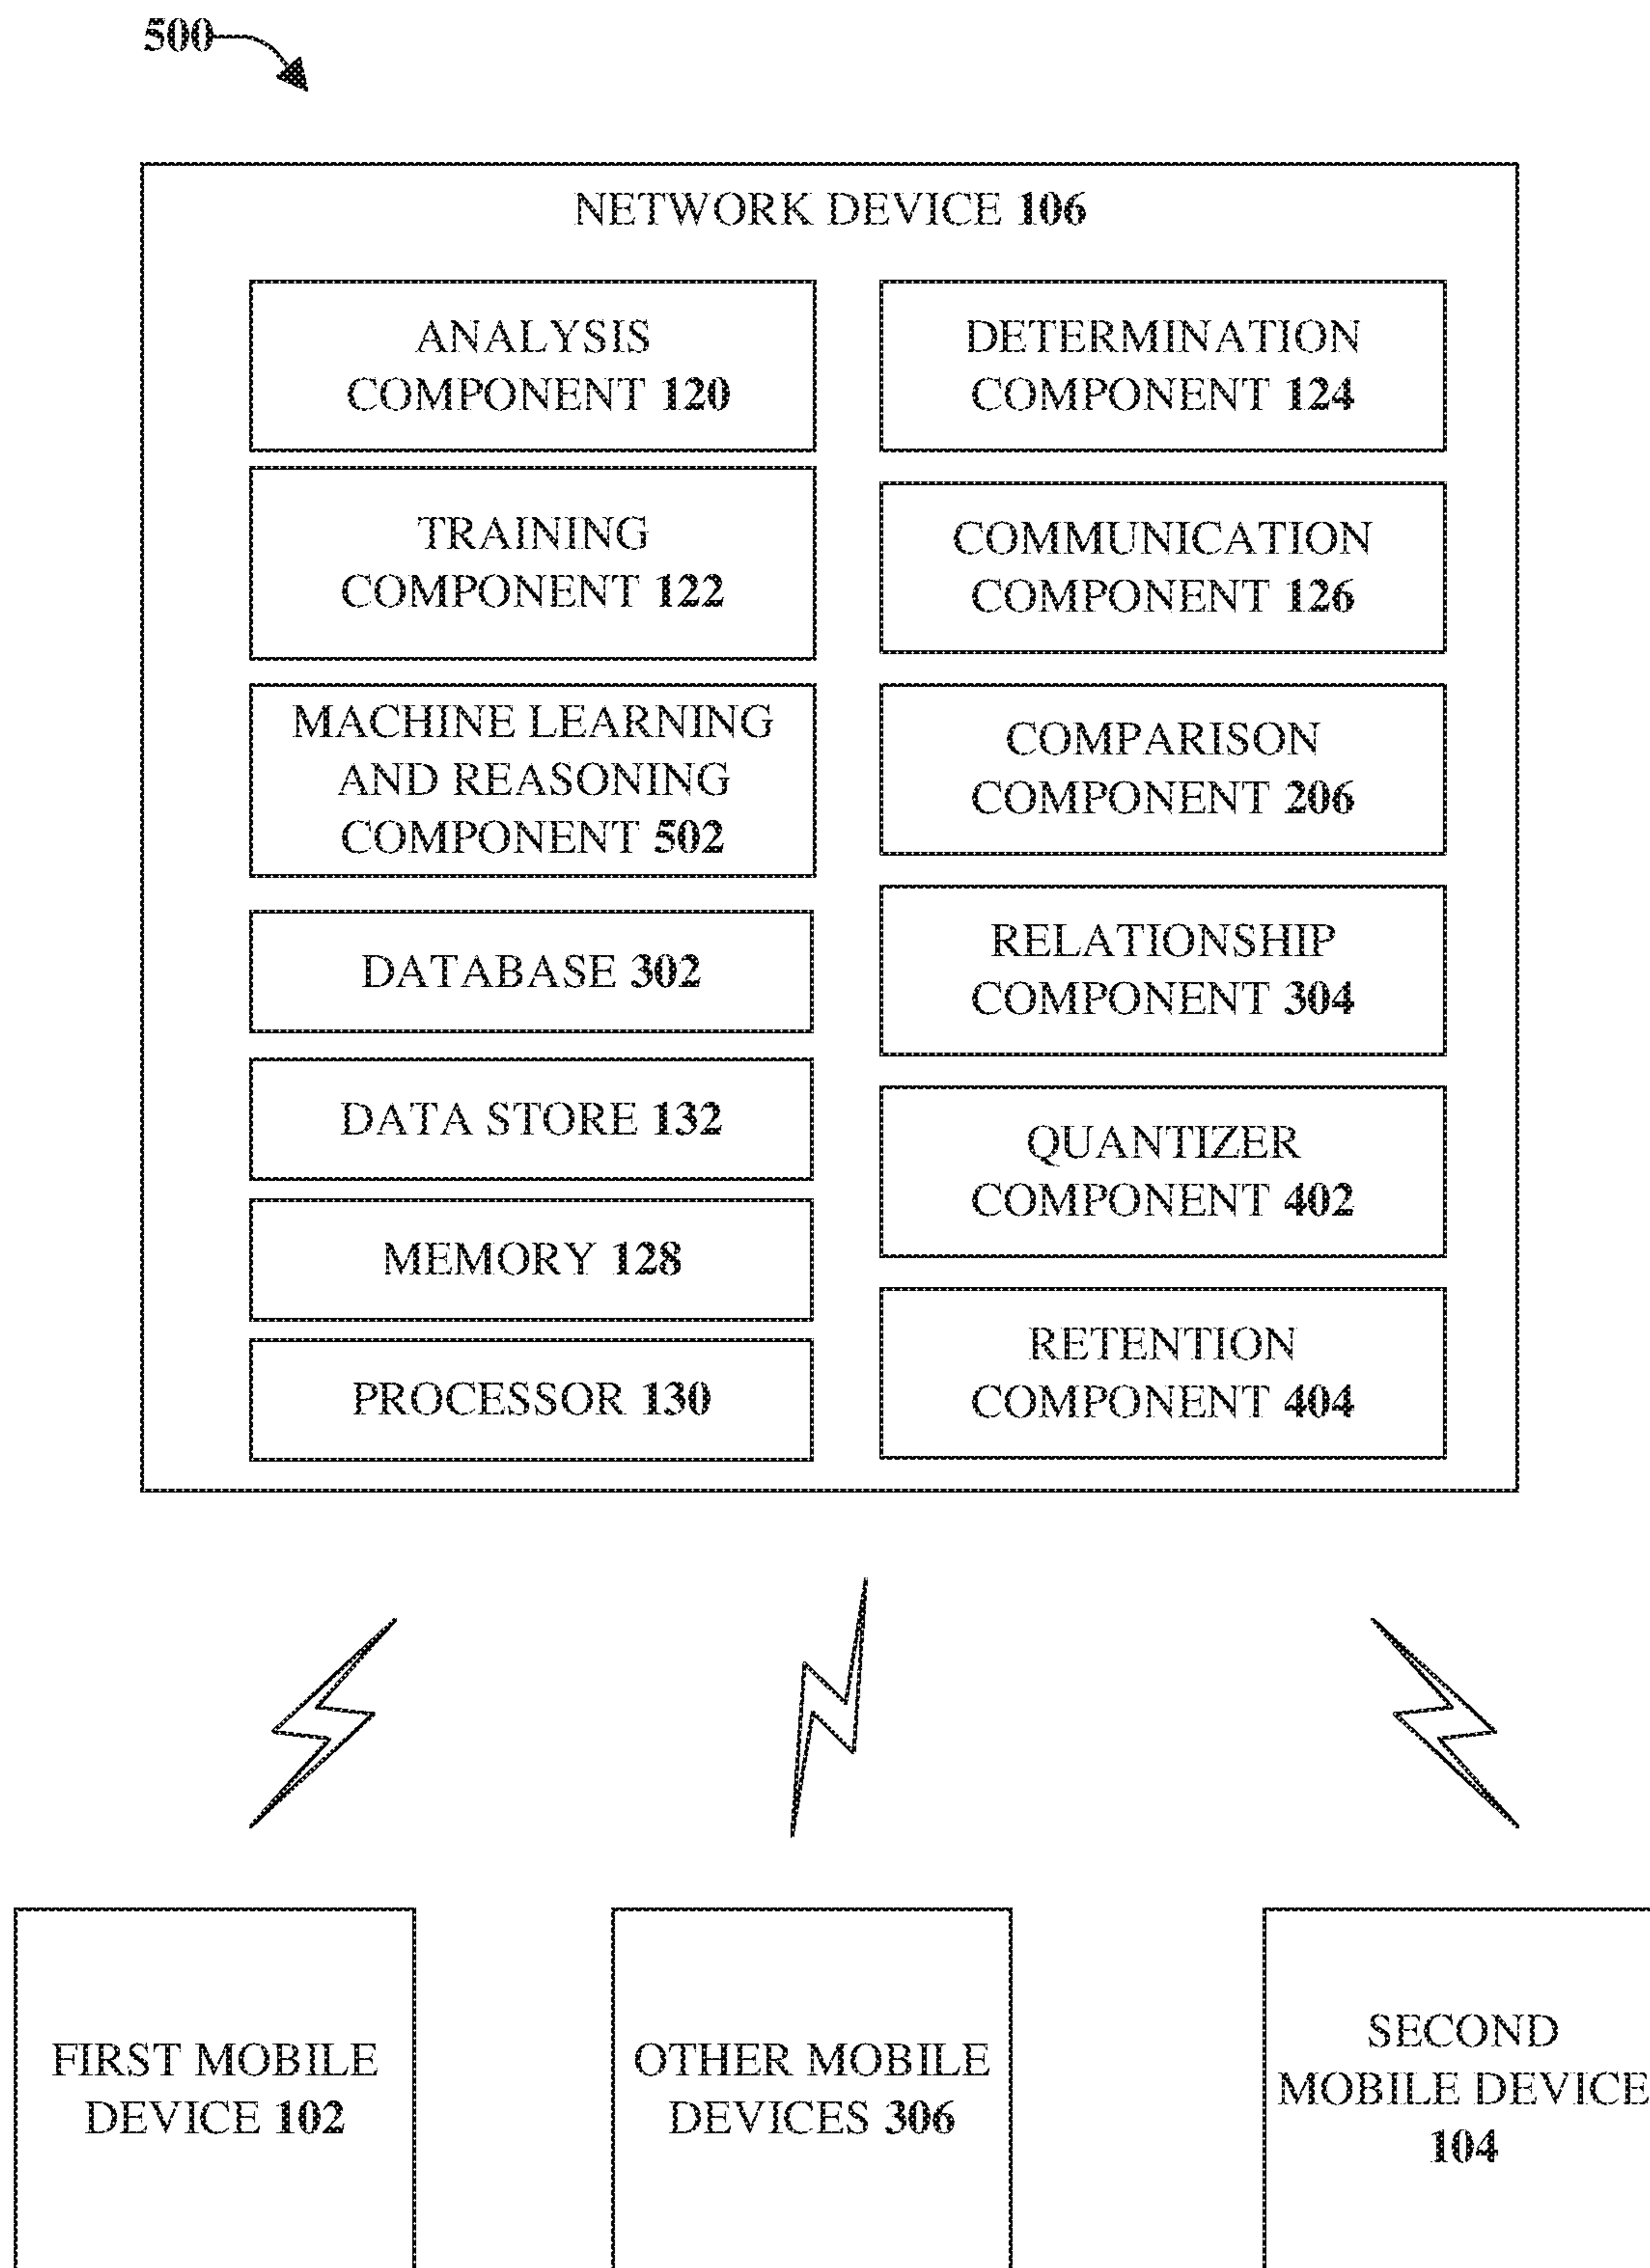 500
NETWORK DEVICE 106
ANALYSIS
COMPONENT 120
TRAINING
COMPONENT 122
MACHINE LEARNING
AND REASONING
COMPONENT 502
DATABASE 302
DATA STORE 132
MEMORY 128
PROCESSOR 130
DETERMINATION
COMPONENT 124
COMMUNICATION
COMPONENT 126
COMPARISON
COMPONENT 206
RELATIONSHIP
COMPONENT 304
QUANTIZER
COMPONENT 402
RETENTION
COMPONENT 404
FIRST MOBILE
DEVICE 102
OTHER MOBILE
DEVICES 306
SECOND
MOBILE DEVICE
104